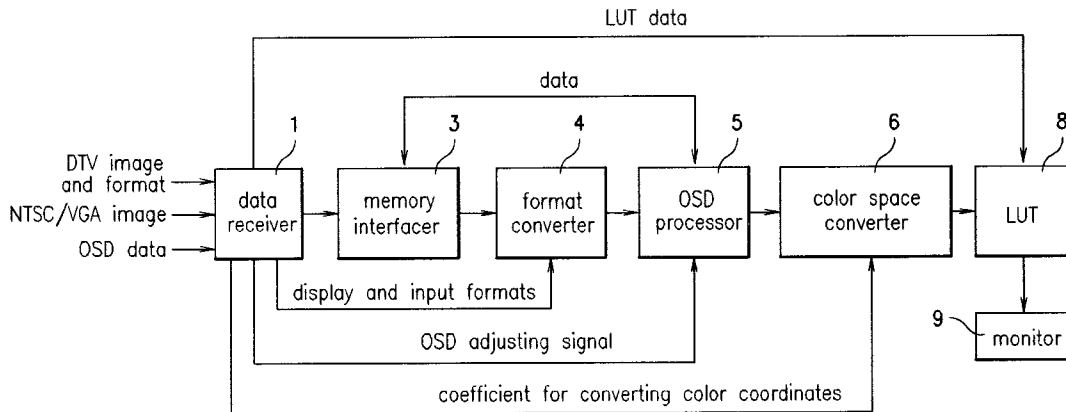 LUT data
data
1
3
4
5
6
8
DTV image
and format
NTSC/VGA image
OSD data
data
receiver
memory
interfacer
format
converter
OSD
processor
color space
converter
LUT
display and input formats
OSD adjusting signal
9
monitor
coefficient for converting color coordinates